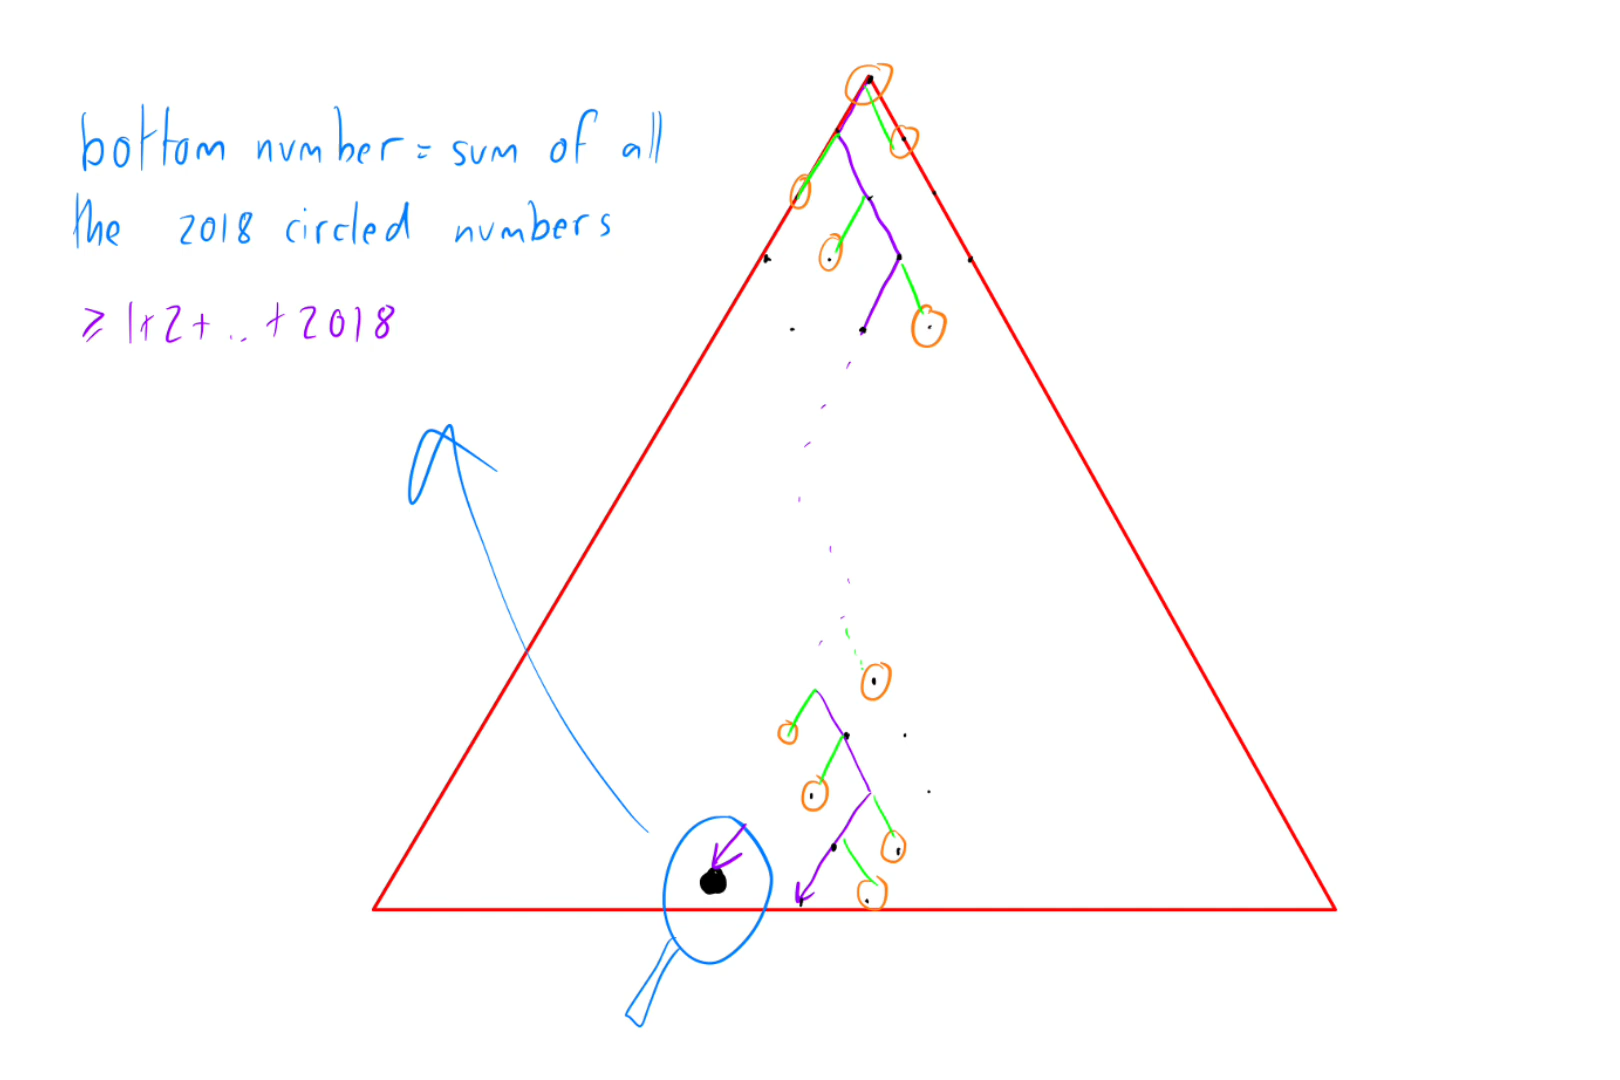 bottom number = sum of all
the 2018 circled numbers
≥ 1+2+...+2018